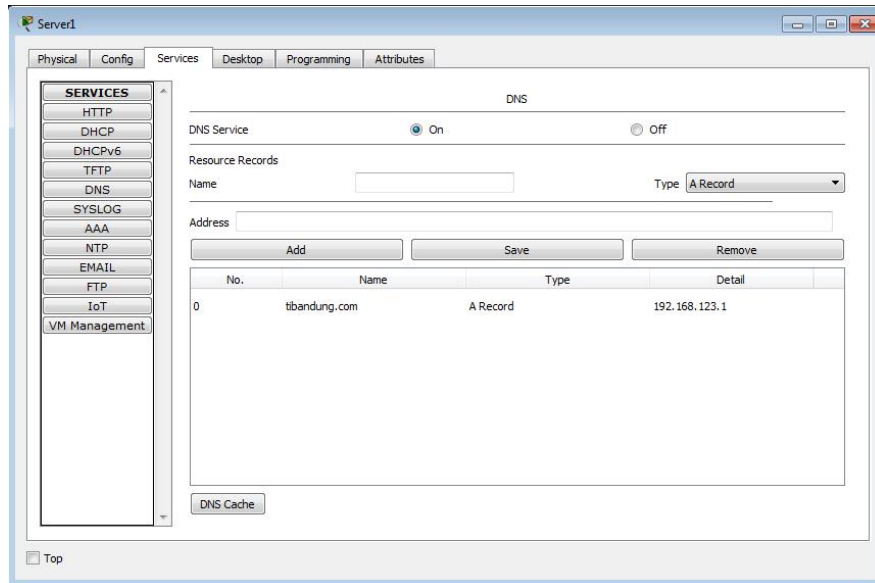 Server1
Physical Config Services Desktop Programming Attributes
SERVICES
HTTP
DHCP
DHCPv6
TFTP
DNS
SYSLOG
AAA
NTP
EMAIL
FTP
IoT
VM Management
DNS
DNS Service On Off
Resource Records
Name Type A Record
Address
Add Save Remove
No. Name Type Detail
0 tibandung.com A Record 192.168.123.1
DNS Cache
Top